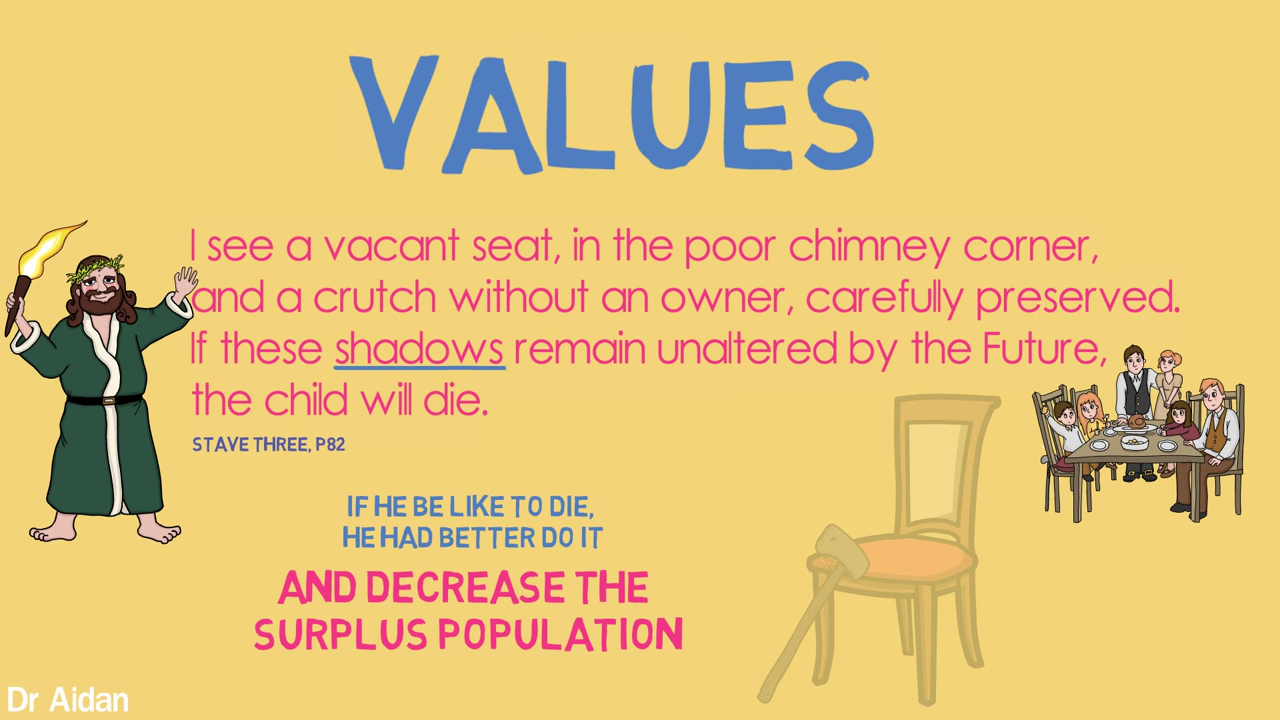 VALUES
I see a vacant seat, in the poor chimney corner,
and a crutch without an owner, carefully preserved.
If these shadows remain unaltered by the Future,
the child will die.
STAVE THREE, P82
IF HE BE LIKE TO DIE,
HE HAD BETTER DO IT
AND DECREASE THE
SURPLUS POPULATION
Dr Aidan